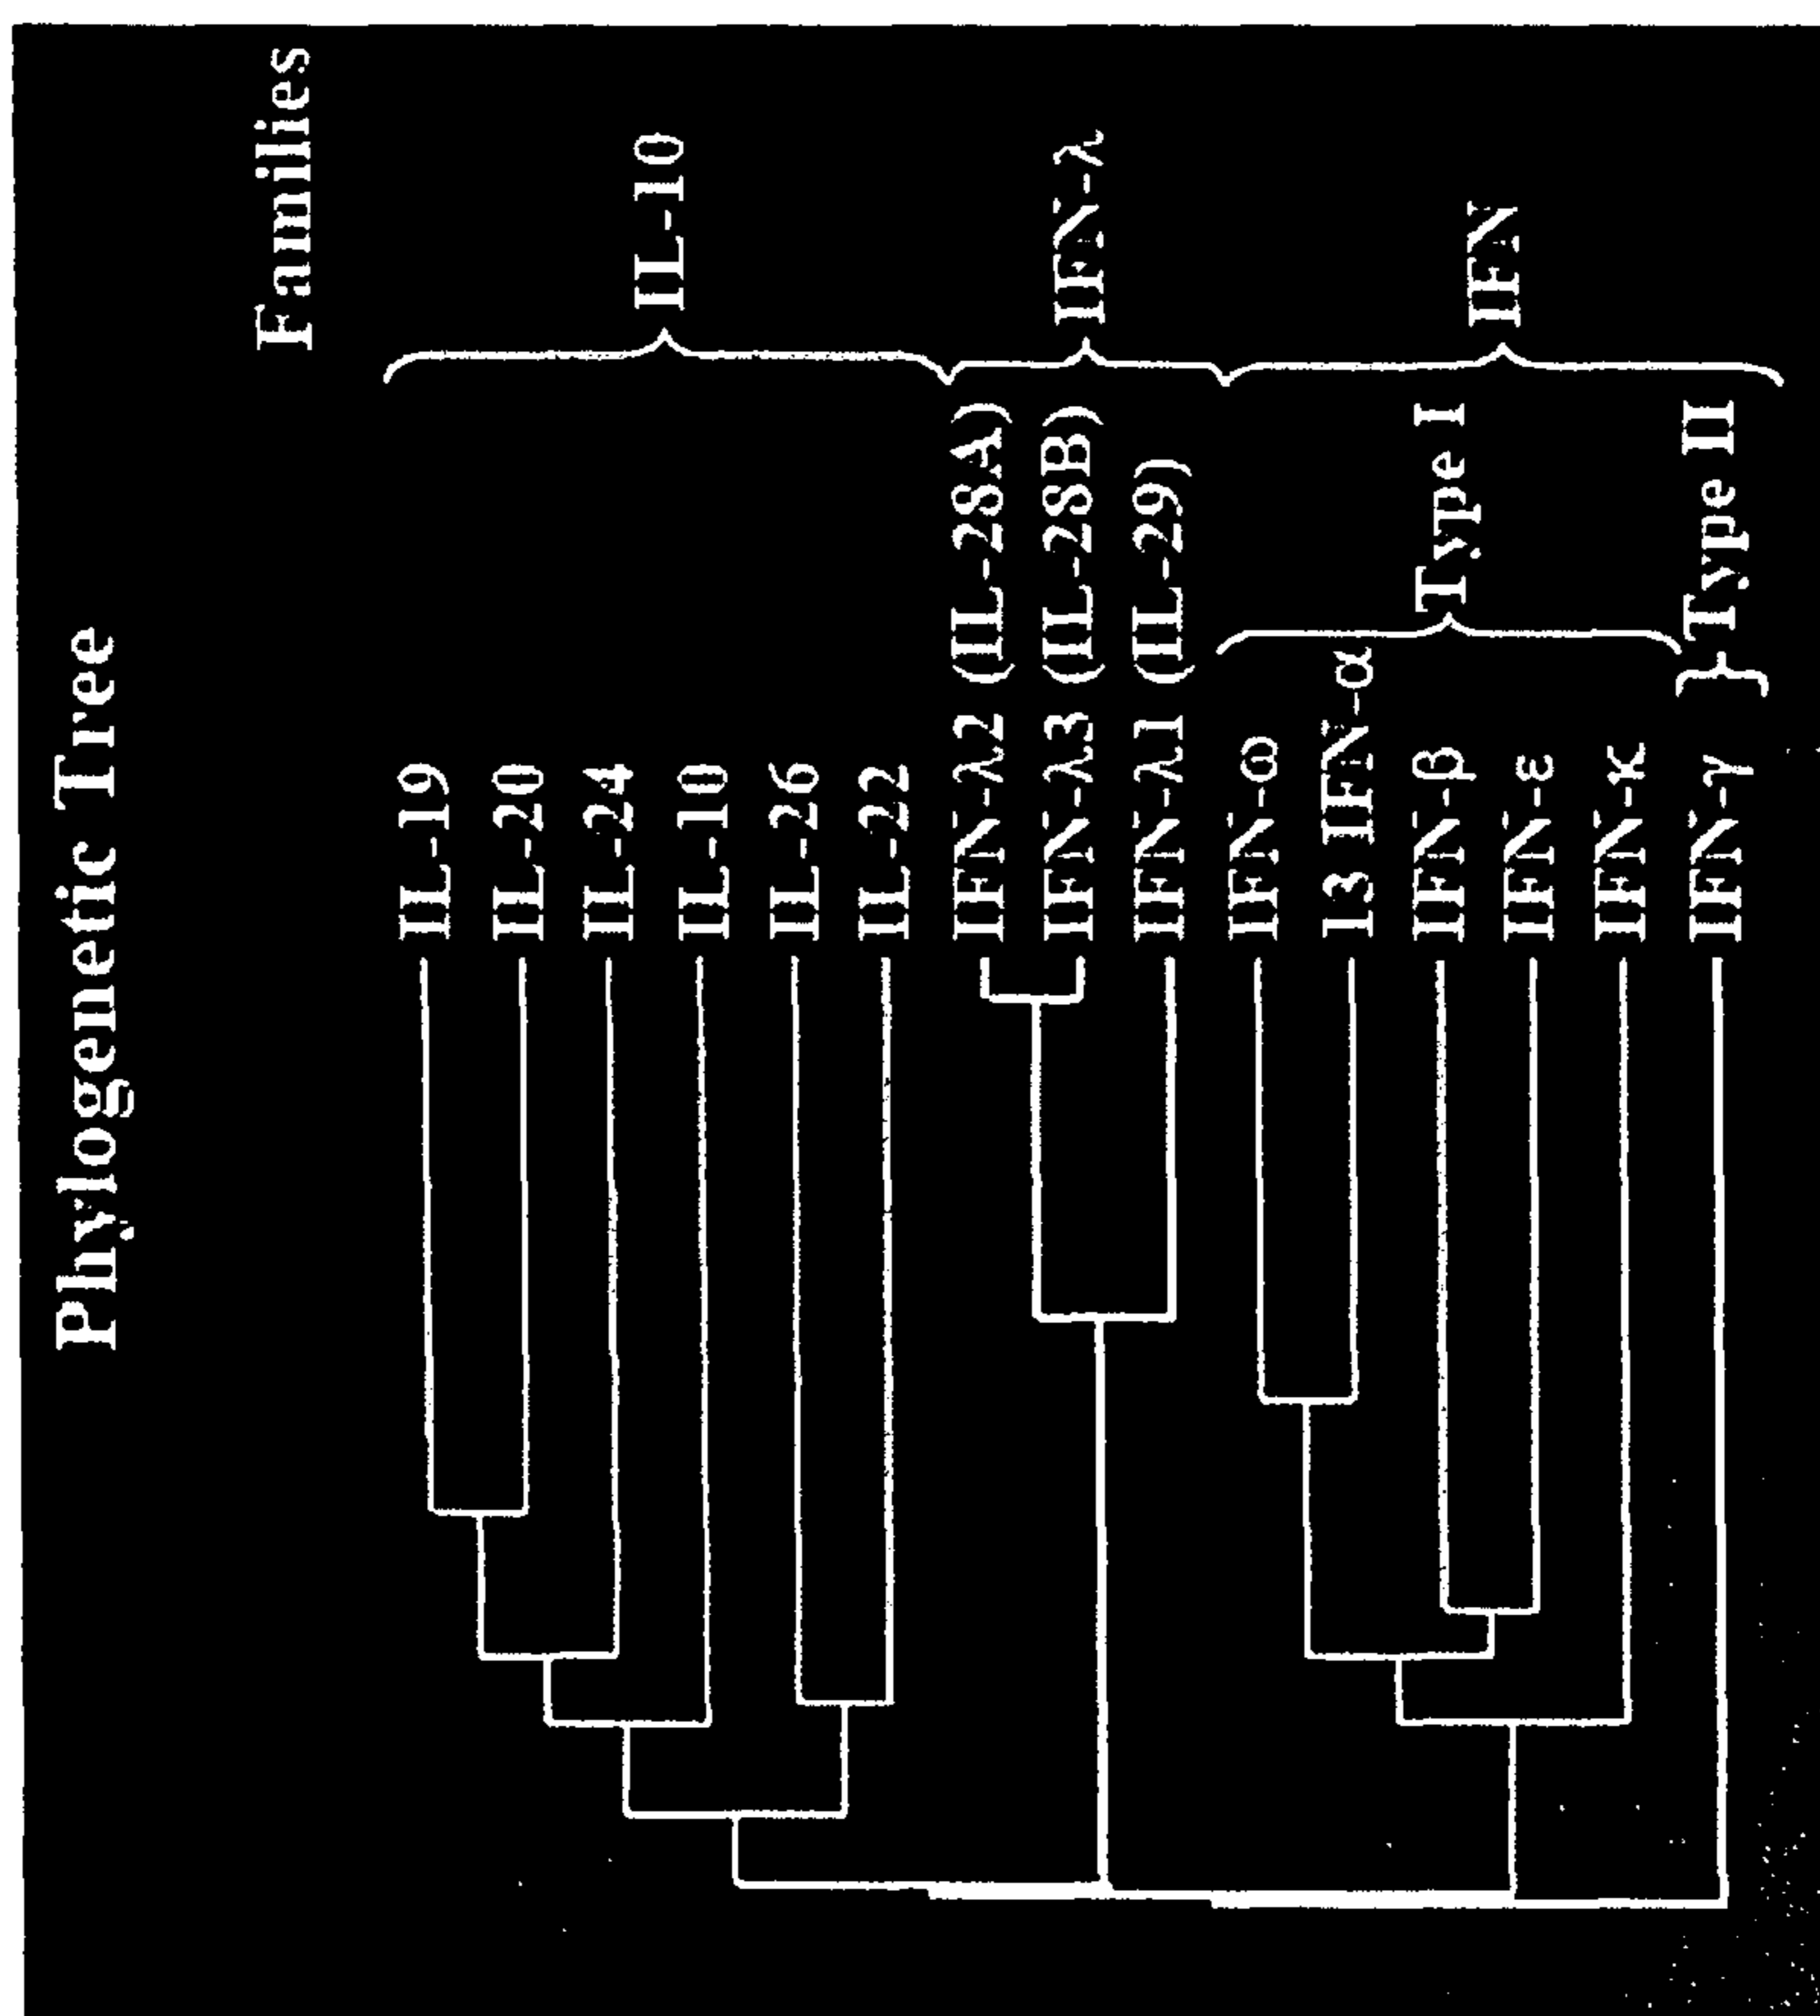 Phylogenetic Tree
Families
IL-19
IL-20
IL-24
IL-10
IL-26
IL-22
IL-10
IFN-λ2 (IL-28A)
IFN-λ3 (IL-28B)
IFN-λ1 (IL-29)
IFN-λ
IFN-ω
13 IFN-α
IFN-β
IFN-ε
IFN-κ
Type I
IFN-γ
Type II
IFN